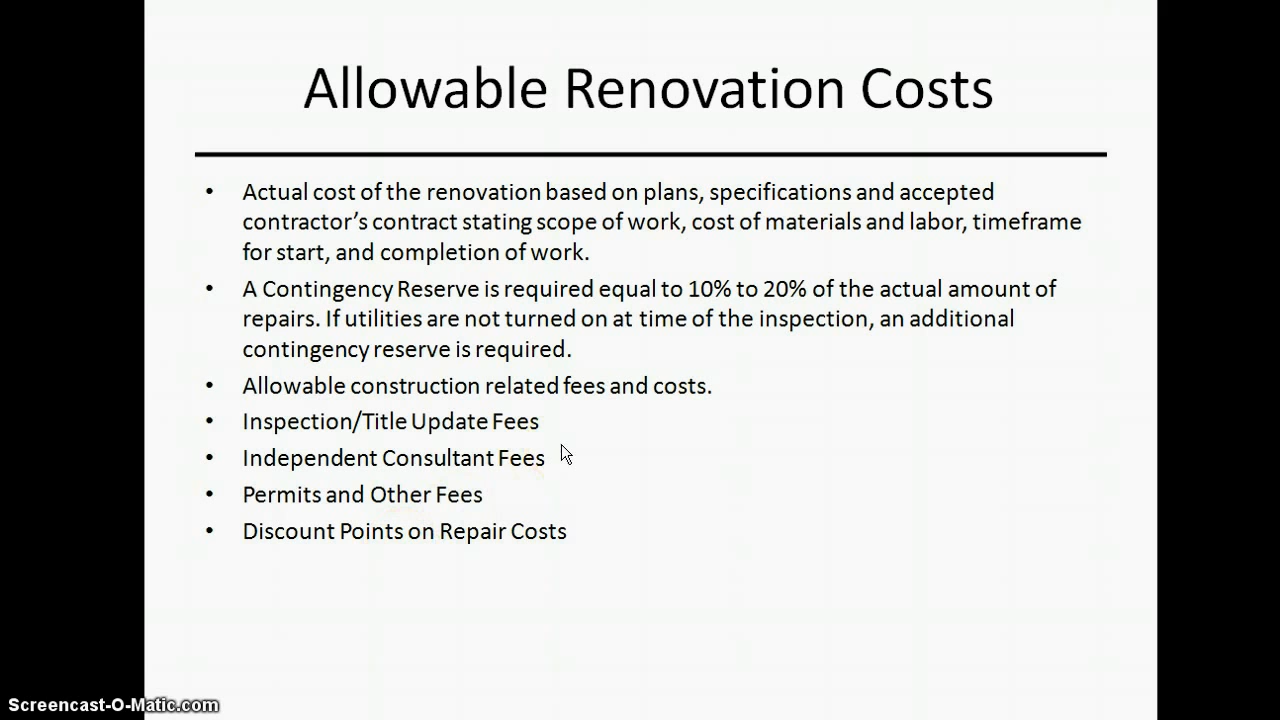 Allowable Renovation Costs
• Actual cost of the renovation based on plans, specifications and accepted
contractor’s contract stating scope of work, cost of materials and labor, timeframe
for start, and completion of work.
• A Contingency Reserve is required equal to 10% to 20% of the actual amount of
repairs. If utilities are not turned on at time of the inspection, an additional
contingency reserve is required.
• Allowable construction related fees and costs.
• Inspection/Title Update Fees
• Independent Consultant Fees
• Permits and Other Fees
• Discount Points on Repair Costs
Screencast-O-Matic.com